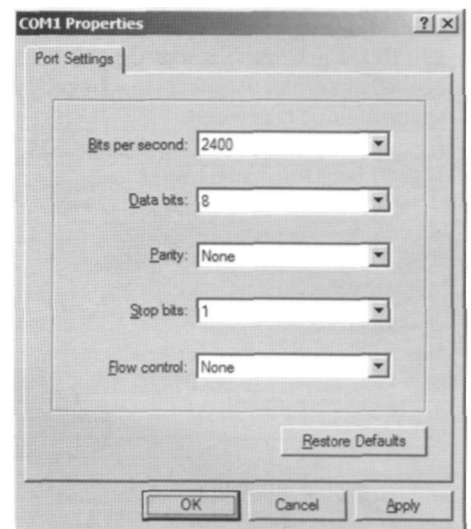 COM1 Properties
? X
Port Settings
Bits per second: 2400
Data bits: 8
Parity: None
Stop bits: 1
Flow control: None
Restore Defaults
OK Cancel Apply